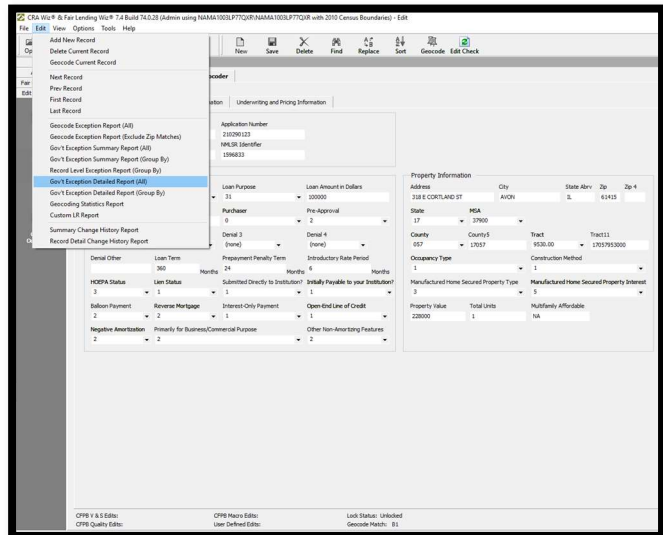 CRA Wiz® & Fair Lending Wiz® 7.4 Build 74.0.28 (Admin using NAMA1003LP77QXR\NAMA1003LP77QXR with 2010 Census Boundaries) - Edit
File Edit View Options Tools Help
Add New Record
Delete Current Record
Geocode Current Record
Next Record
Prev Record
First Record
Last Record
Geocode Exception Report (All)
Geocode Exception Report (Exclude Zip Matches)
Gov't Exception Summary Report (All)
Gov't Exception Summary Report (Group By)
Record Level Exception Report (Group By)
Gov't Exception Detailed Report (All)
Gov't Exception Detailed Report (Group By)
Geocoding Statistics Report
Custom LR Report
Summary Change History Report
Record Detail Change History Report
New Save Delete Find Replace Sort Geocode Edit Check
Fair
Edit
Underwriting and Pricing Information
Application Number
210290123
NMLSR Identifier
1596833
Loan Purpose Loan Amount in Dollars
31 100000
Purchaser Pre-Approval
0 2
Denial 3 Denial 4
(none) (none)
Denial Other Loan Term Prepayment Penalty Term Introductory Rate Period
360 Months 24 Months 6 Months
HOEPA Status Lien Status Submitted Directly to Institution? Initially Payable to your Institution?
3 1 1 1
Balloon Payment Reverse Mortgage Interest-Only Payment Open-End Line of Credit
2 2 1 1
Negative Amortization Primarily for Business/Commercial Purpose Other Non-Amortizing Features
2 2 2
Property Information
Address City State Abrv Zip Zip 4
318 E CORTLAND ST AVON IL 61415
State MSA
17 37900
County County5 Tract Tract11
057 17057 9530.00 17057953000
Occupancy Type Construction Method
1 1
Manufactured Home Secured Property Type Manufactured Home Secured Property Interest
3 5
Property Value Total Units Multifamily Affordable
228000 1 NA
CFPB V & S Edits: CFPB Macro Edits: Lock Status: Unlocked
CFPB Quality Edits: User Defined Edits: Geocode Match: B1